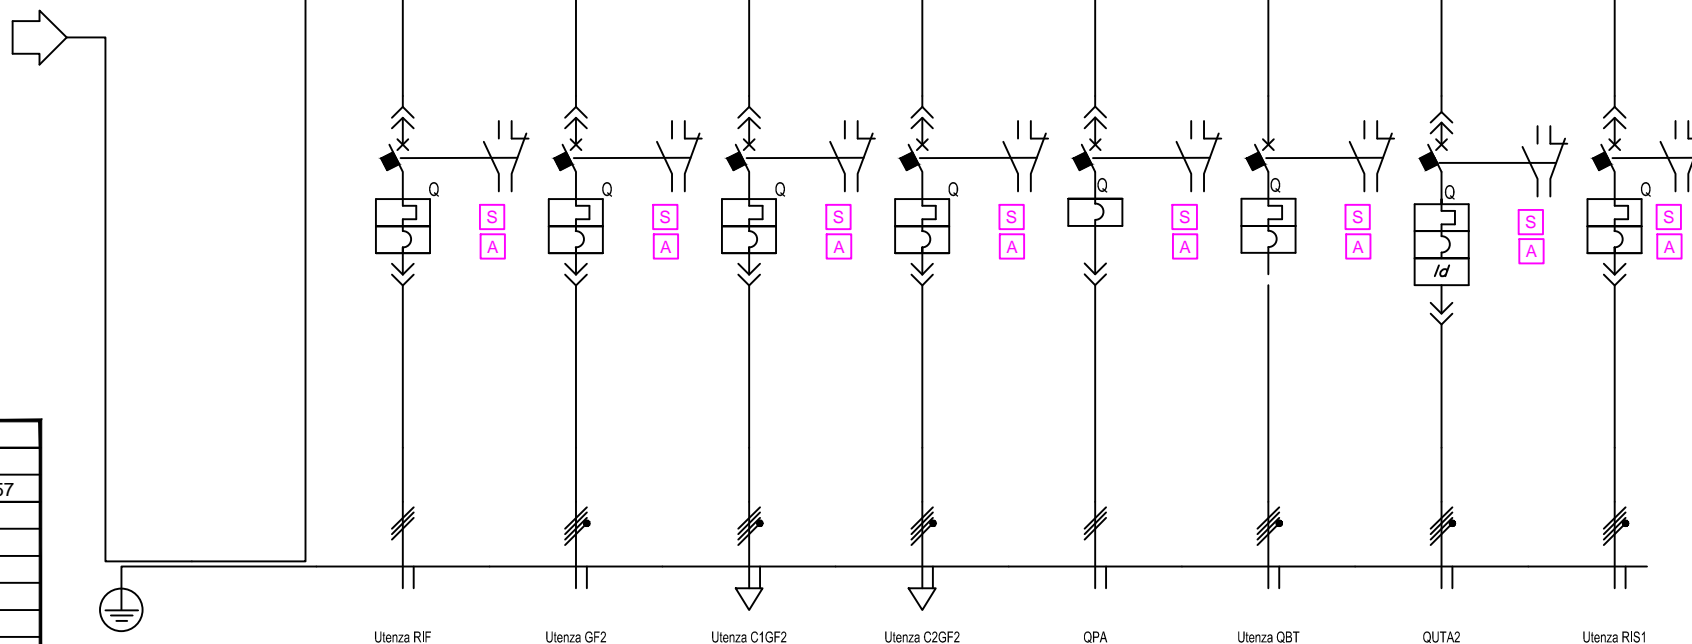 Q Q Q Q Q Q Q Q
S S S S S S S S
A A A A A A A A
Id
57
Utenza RIF Utenza GF2 Utenza C1GF2 Utenza C2GF2 QPA Utenza QBT QUTA2 Utenza RIS1